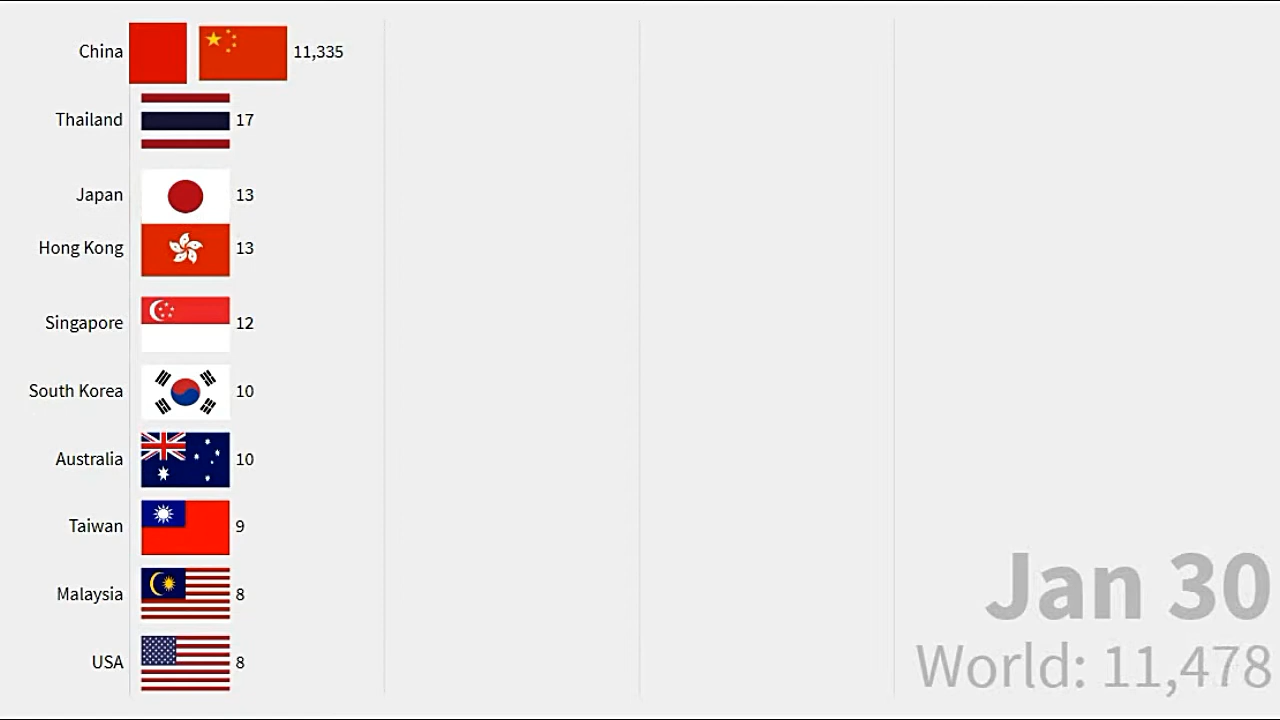 China 11,335
Thailand 17
Japan 13
Hong Kong 13
Singapore 12
South Korea 10
Australia 10
Taiwan 9
Malaysia 8
USA 8
Jan 30
World: 11,478